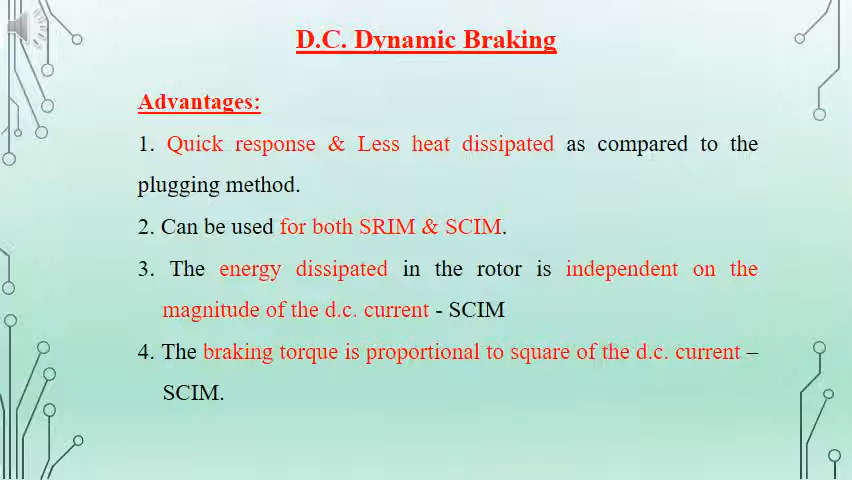 D.C. Dynamic Braking
Advantages:
1. Quick response & Less heat dissipated as compared to the
plugging method.
2. Can be used for both SRIM & SCIM.
3. The energy dissipated in the rotor is independent on the
magnitude of the d.c. current - SCIM
4. The braking torque is proportional to square of the d.c. current –
SCIM.